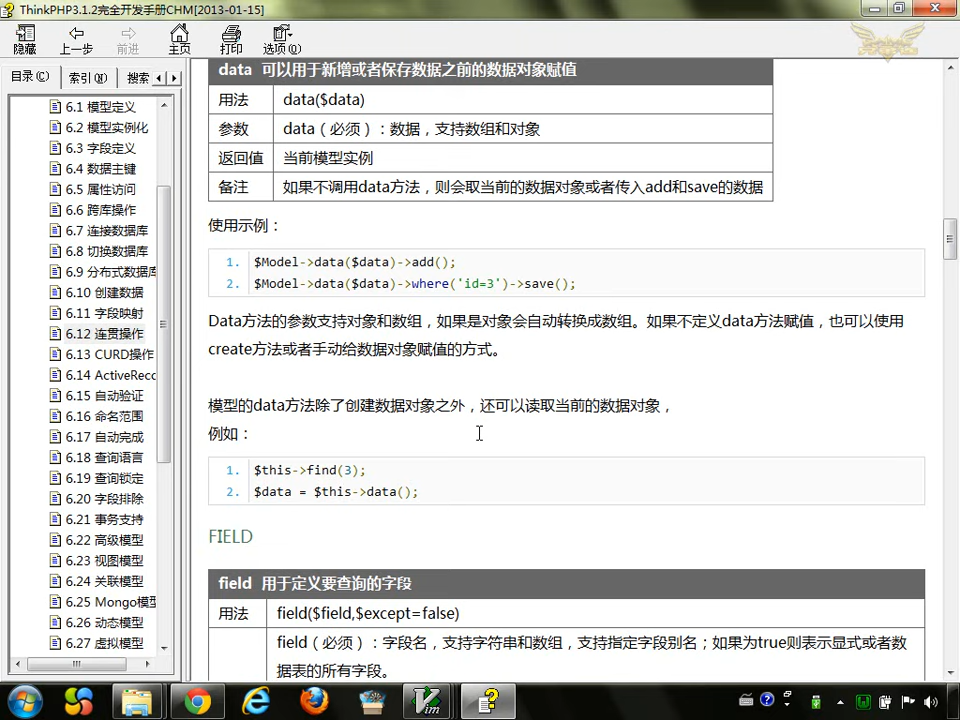 ThinkPHP3.1.2完全开发手册CHM[2013-01-15]
隐藏 上一步 前进 主页 打印 选项(O)
目录(C) 索引(N) 搜索
6.1 模型定义
6.2 模型实例化
6.3 字段定义
6.4 数据主键
6.5 属性访问
6.6 跨库操作
6.7 连接数据库
6.8 切换数据库
6.9 分布式数据库
6.10 创建数据
6.11 字段映射
6.12 连贯操作
6.13 CURD操作
6.14 ActiveReco
6.15 自动验证
6.16 命名范围
6.17 自动完成
6.18 查询语言
6.19 查询锁定
6.20 字段排除
6.21 事务支持
6.22 高级模型
6.23 视图模型
6.24 关联模型
6.25 Mongo模型
6.26 动态模型
6.27 虚拟模型
data 可以用于新增或者保存数据之前的数据对象赋值
用法 data($data)
参数 data（必须）：数据，支持数组和对象
返回值 当前模型实例
备注 如果不调用data方法，则会取当前的数据对象或者传入add和save的数据
使用示例：
1. $Model->data($data)->add();
2. $Model->data($data)->where('id=3')->save();
Data方法的参数支持对象和数组，如果是对象会自动转换成数组。如果不定义data方法赋值，也可以使用
create方法或者手动给数据对象赋值的方式。
模型的data方法除了创建数据对象之外，还可以读取当前的数据对象，
例如：
1. $this->find(3);
2. $data = $this->data();
FIELD
field 用于定义要查询的字段
用法 field($field,$except=false)
field（必须）：字段名，支持字符串和数组，支持指定字段别名；如果为true则表示显式或者数
据表的所有字段。